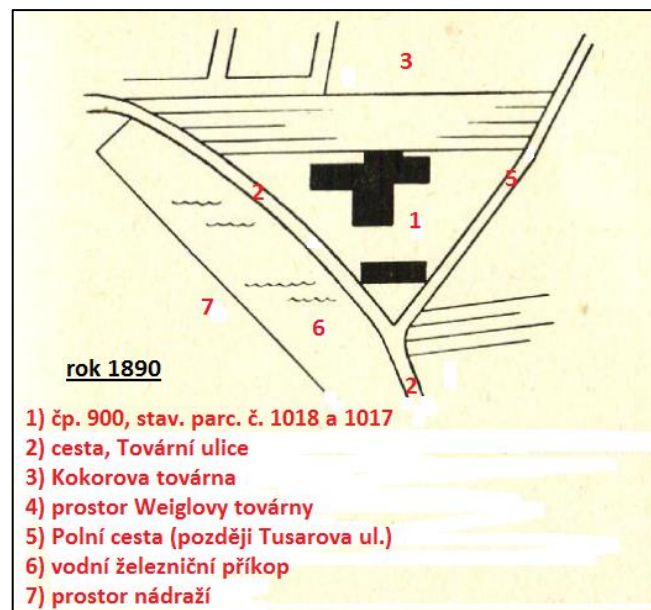 3
2
5
1
7
6
rok 1890
2
1) čp. 900, stav. parc. č. 1018 a 1017
2) cesta, Tovární ulice
3) Kokorova továrna
4) prostor Weiglovy továrny
5) Polní cesta (později Tusarova ul.)
6) vodní železniční příkop
7) prostor nádraží